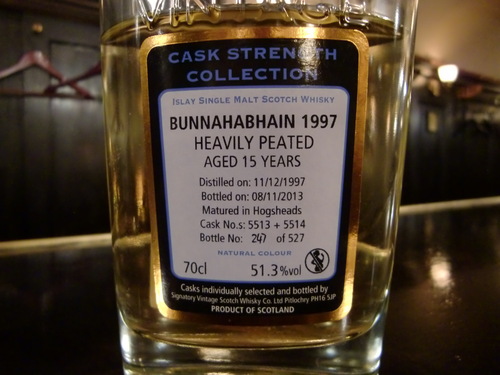 VINTAGE
CASK STRENGTH
COLLECTION
ISLAY SINGLE MALT SCOTCH WHISKY
BUNNAHABHAIN 1997
HEAVILY PEATED
AGED 15 YEARS
Distilled on: 11/12/1997
Bottled on: 08/11/2013
Matured in Hogsheads
Cask No.s: 5513 + 5514
Bottle No: 247 of 527
NATURAL COLOUR
70cl 51.3%vol
Casks individually selected and bottled by
Signatory Vintage Scotch Whisky Co. Ltd Pitlochry PH16 5JP
PRODUCT OF SCOTLAND